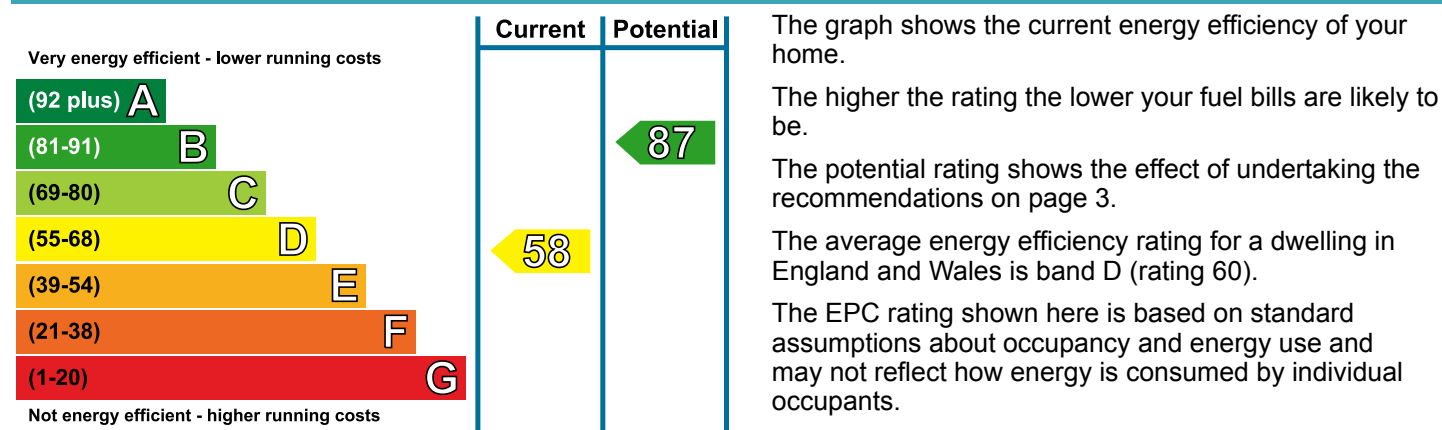 Current Potential
Very energy efficient - lower running costs
(92 plus) A
(81-91) B
87
(69-80) C
(55-68) D
58
(39-54) E
(21-38) F
(1-20) G
Not energy efficient - higher running costs
The graph shows the current energy efficiency of your
home.
The higher the rating the lower your fuel bills are likely to
be.
The potential rating shows the effect of undertaking the
recommendations on page 3.
The average energy efficiency rating for a dwelling in
England and Wales is band D (rating 60).
The EPC rating shown here is based on standard
assumptions about occupancy and energy use and
may not reflect how energy is consumed by individual
occupants.